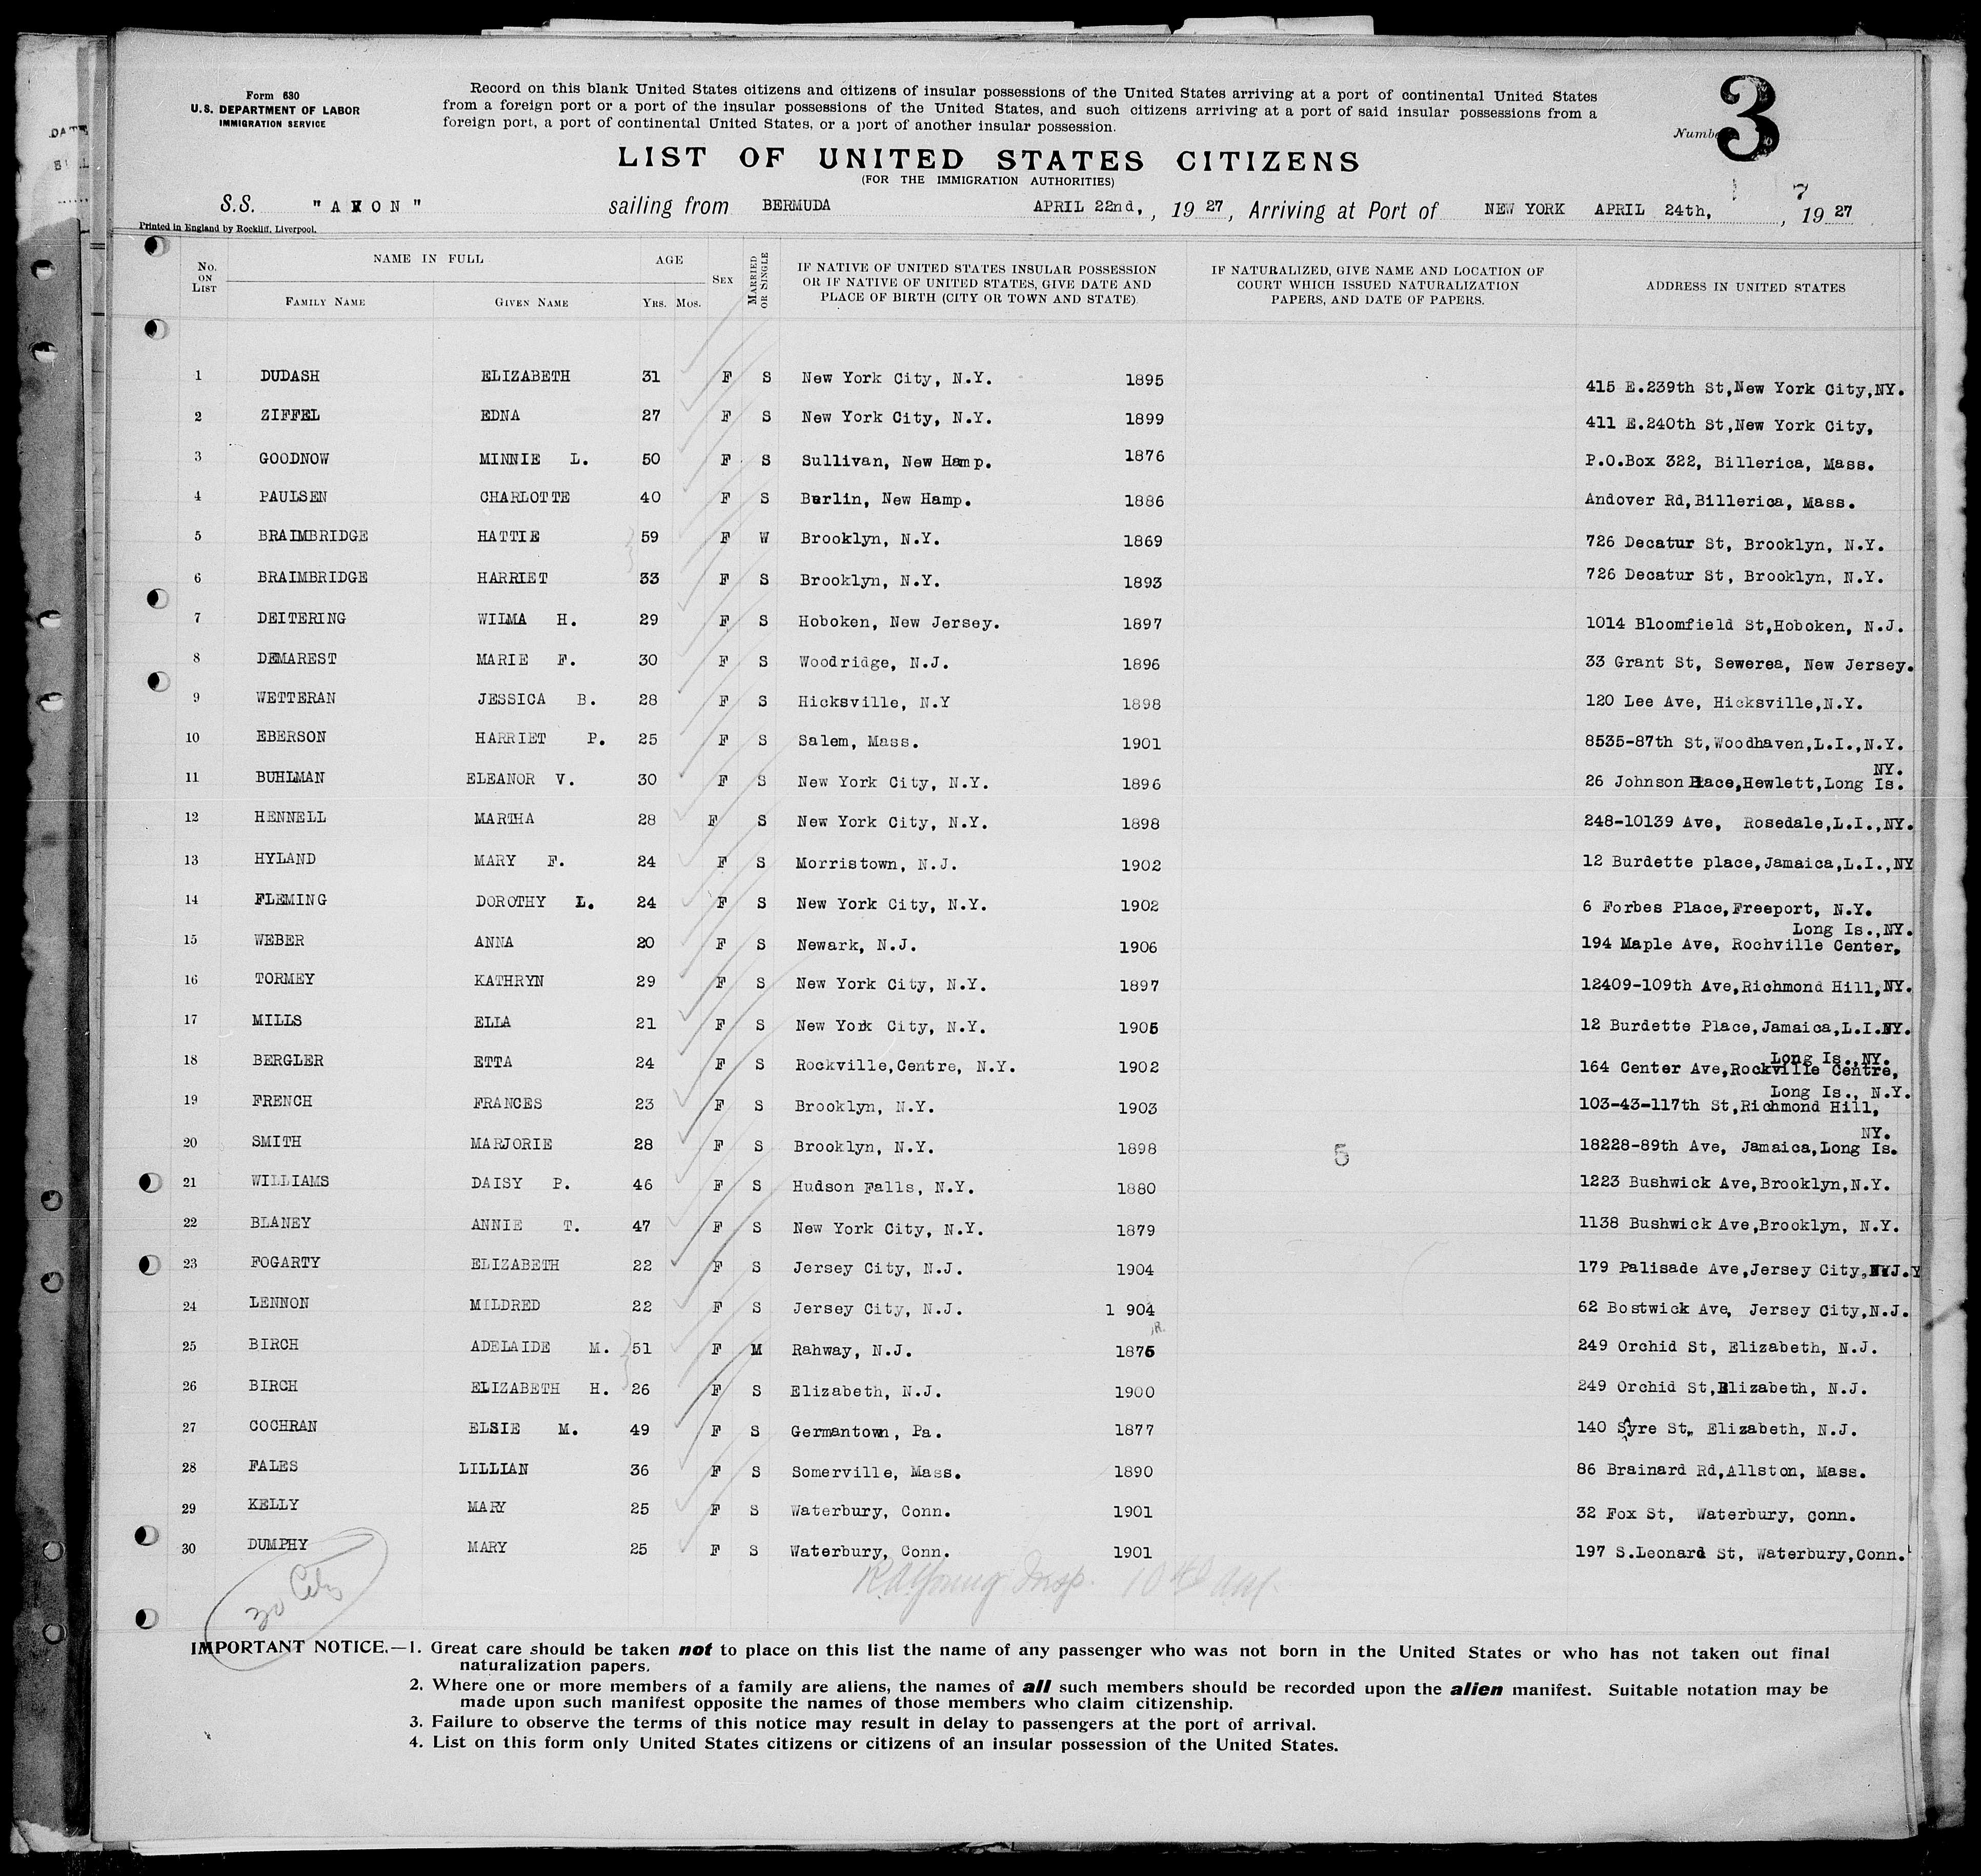 Form 630
U.S. DEPARTMENT OF LABOR
IMMIGRATION SERVICE
Record on this blank United States citizens and citizens of insular possessions of the United States arriving at a port of continental United States
from a foreign port or a port of the insular possessions of the United States, and such citizens arriving at a port of said insular possessions from a
foreign port, a port of continental United States, or a port of another insular possession.
Number 3
LIST OF UNITED STATES CITIZENS
(FOR THE IMMIGRATION AUTHORITIES)
7
S.S. "AVON" sailing from BERMUDA APRIL 22nd, , 19 27, Arriving at Port of NEW YORK APRIL 24th, , 19 27
Printed in England by Rockliff, Liverpool.
No. ON LIST NAME IN FULL FAMILY NAME GIVEN NAME AGE YRS. MOS. SEX MARRIED OR SINGLE IF NATIVE OF UNITED STATES INSULAR POSSESSION OR IF NATIVE OF UNITED STATES, GIVE DATE AND PLACE OF BIRTH (CITY OR TOWN AND STATE) IF NATURALIZED, GIVE NAME AND LOCATION OF COURT WHICH ISSUED NATURALIZATION PAPERS, AND DATE OF PAPERS. ADDRESS IN UNITED STATES
1 DUDASH ELIZABETH 31 F S New York City, N.Y. 1895 415 E.239th St,New York City,NY.
2 ZIFFEL EDNA 27 F S New York City, N.Y. 1899 411 E.240th St,New York City,
3 GOODNOW MINNIE L. 50 F S Sullivan, New Hamp. 1876 P.O.Box 322, Billerica, Mass.
4 PAULSEN CHARLOTTE 40 F S Berlin, New Hamp. 1886 Andover Rd,Billerica, Mass.
5 BRAIMBRIDGE HATTIE 59 F W Brooklyn, N.Y. 1869 726 Decatur St, Brooklyn, N.Y.
6 BRAIMBRIDGE HARRIET 33 F S Brooklyn, N.Y. 1893 726 Decatur St, Brooklyn, N.Y.
7 DEITERING WILMA H. 29 F S Hoboken, New Jersey. 1897 1014 Bloomfield St,Hoboken, N.J.
8 DEMAREST MARIE F. 30 F S Woodridge, N.J. 1896 33 Grant St, Sewerea, New Jersey.
9 WETTERAN JESSICA B. 28 F S Hicksville, N.Y 1898 120 Lee Ave, Hicksville,N.Y.
10 EBERSON HARRIET P. 25 F S Salem, Mass. 1901 8535-87th St,Woodhaven,L.I.,N.Y.
11 BUHLMAN ELEANOR V. 30 F S New York City, N.Y. 1896 26 Johnson Place,Hewlett,Long Is. NY.
12 HENNELL MARTHA 28 F S New York City, N.Y. 1898 248-10139 Ave, Rosedale,L.I.,NY.
13 HYLAND MARY F. 24 F S Morristown, N.J. 1902 12 Burdette place,Jamaica,L.I.,NY
14 FLEMING DOROTHY L. 24 F S New York City, N.Y. 1902 6 Forbes Place,Freeport, N.Y.
15 WEBER ANNA 20 F S Newark, N.J. 1906 194 Maple Ave, Rochville Center, Long Is.,NY.
16 TORMEY KATHRYN 29 F S New York City, N.Y. 1897 12409-109th Ave,Richmond Hill,NY.
17 MILLS ELLA 21 F S New York City, N.Y. 1905 12 Burdette Place,Jamaica,L.I.NY.
18 BERGLER ETTA 24 F S Rockville,Centre, N.Y. 1902 164 Center Ave,Rockville Centre, Long Is.,NY.
19 FRENCH FRANCES 23 F S Brooklyn, N.Y. 1903 103-43-117th St,Richmond Hill, Long Is., N.Y.
20 SMITH MARJORIE 28 F S Brooklyn, N.Y. 1898 5 18228-89th Ave, Jamaica,Long Is. NY.
21 WILLIAMS DAISY P. 46 F S Hudson Falls, N.Y. 1880 1223 Bushwick Ave,Brooklyn,N.Y.
22 BLANEY ANNIE T. 47 F S New York City, N.Y. 1879 1138 Bushwick Ave,Brooklyn, N.Y.
23 FOGARTY ELIZABETH 22 F S Jersey City, N.J. 1904 179 Palisade Ave,Jersey City,N.J.
24 LENNON MILDRED 22 F S Jersey City, N.J. 1 904 62 Bostwick Ave, Jersey City,N.J.
25 BIRCH ADELAIDE M. 51 F M Rahway, N.J. 1875 249 Orchid St, Elizabeth, N.J.
26 BIRCH ELIZABETH H. 26 F S Elizabeth, N.J. 1900 249 Orchid St,Elizabeth, N.J.
27 COCHRAN ELSIE M. 49 F S Germantown, Pa. 1877 140 Syre St, Elizabeth, N.J.
28 FALES LILLIAN 36 F S Somerville, Mass. 1890 86 Brainard Rd,Allston, Mass.
29 KELLY MARY 25 F S Waterbury, Conn. 1901 32 Fox St, Waterbury, conn.
30 DUMPHY MARY 25 F S Waterbury, Conn. 1901 197 S.Leonard St, Waterbury,Conn.
30 City
Insp.
IMPORTANT NOTICE.—1. Great care should be taken not to place on this list the name of any passenger who was not born in the United States or who has not taken out final
naturalization papers.
2. Where one or more members of a family are aliens, the names of all such members should be recorded upon the alien manifest. Suitable notation may be
made upon such manifest opposite the names of those members who claim citizenship.
3. Failure to observe the terms of this notice may result in delay to passengers at the port of arrival.
4. List on this form only United States citizens or citizens of an insular possession of the United States.